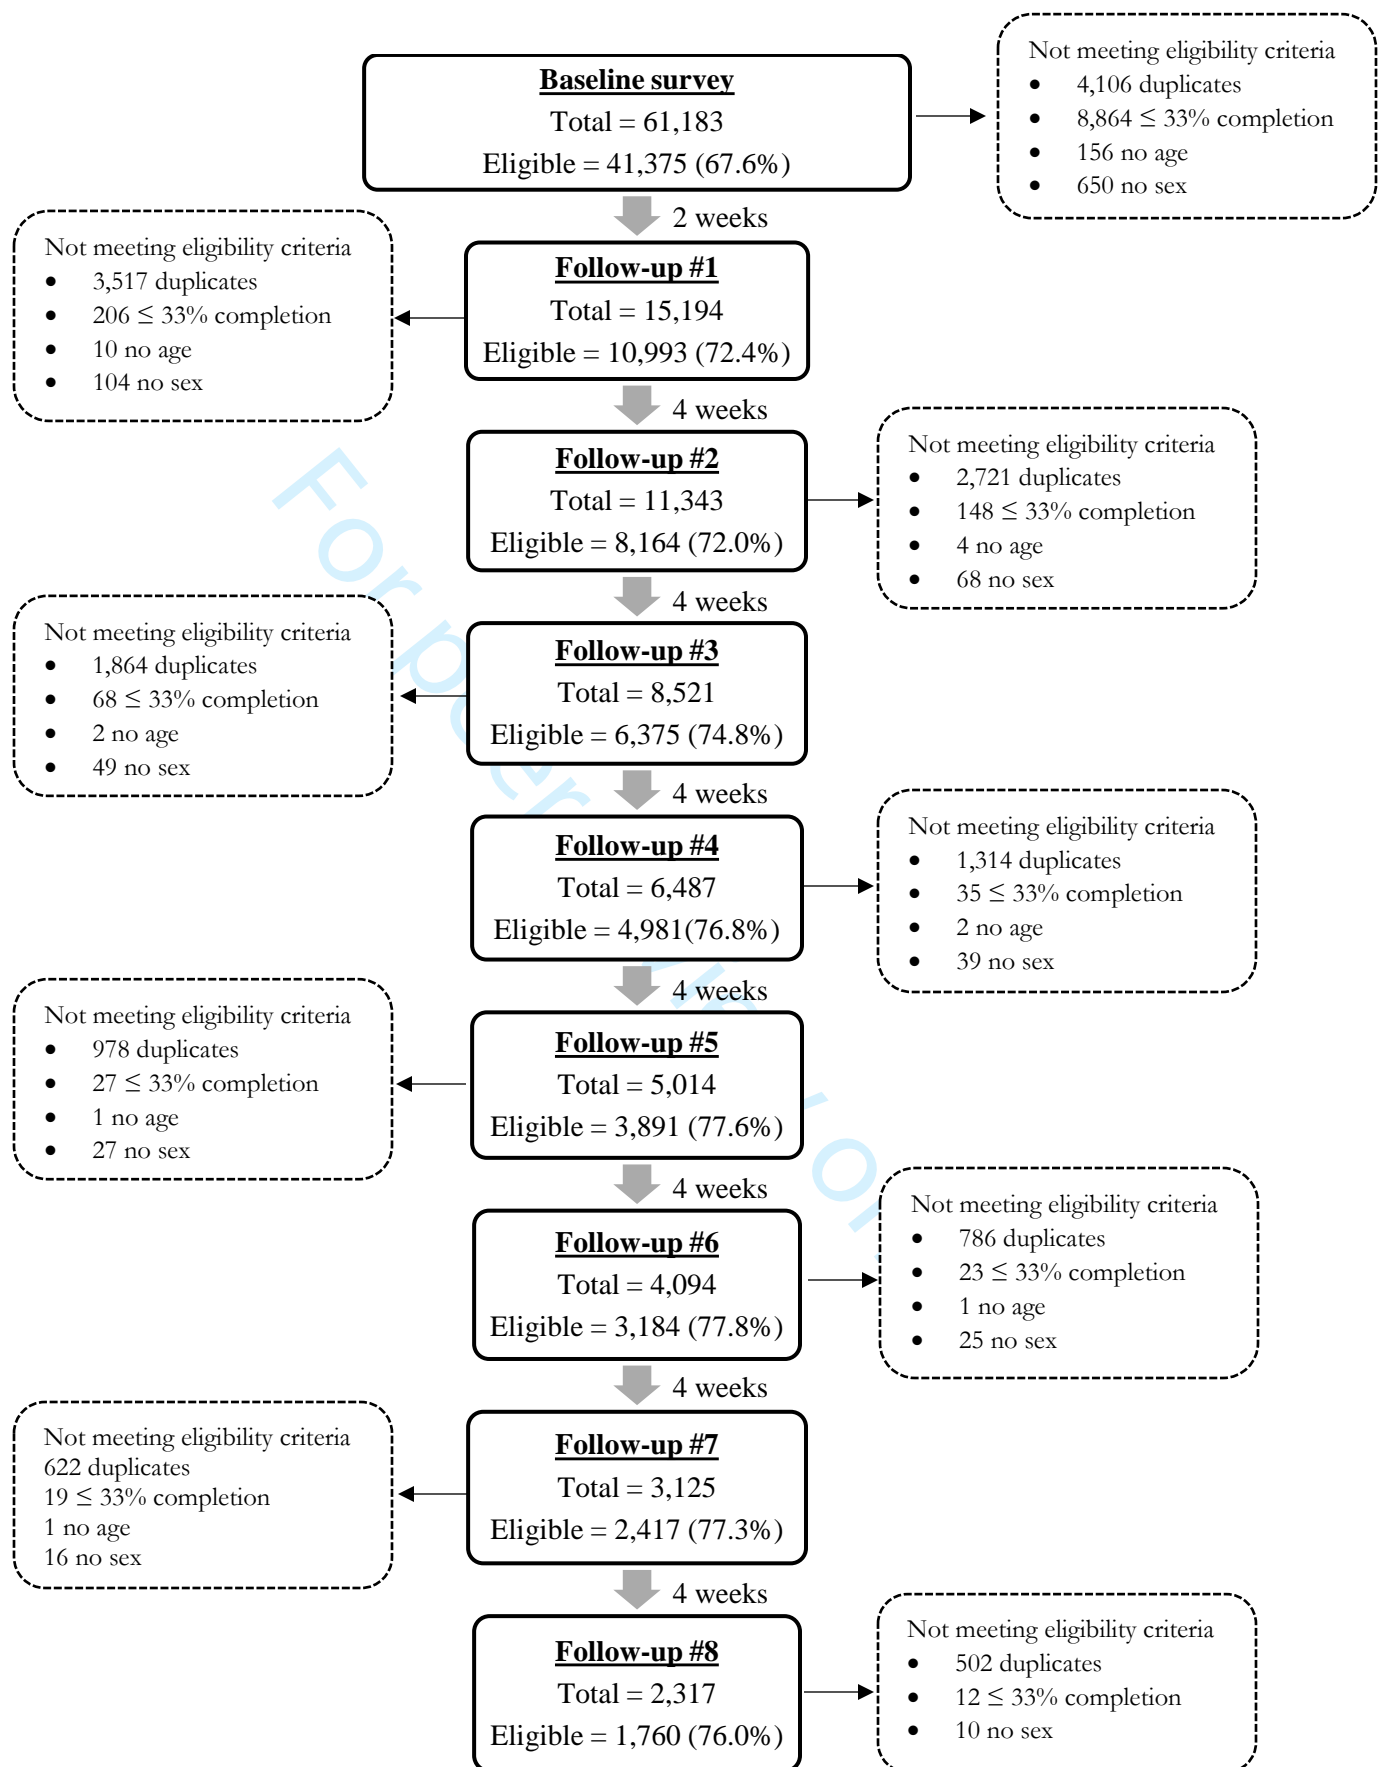 Baseline survey
Total = 61,183
Eligible = 41,375 (67.6%)
Not meeting eligibility criteria
• 4,106 duplicates
• 8,864 ≤ 33% completion
• 156 no age
• 650 no sex
2 weeks
Not meeting eligibility criteria
• 3,517 duplicates
• 206 ≤ 33% completion
• 10 no age
• 104 no sex
Follow-up #1
Total = 15,194
Eligible = 10,993 (72.4%)
4 weeks
Follow-up #2
Total = 11,343
Eligible = 8,164 (72.0%)
Not meeting eligibility criteria
• 2,721 duplicates
• 148 ≤ 33% completion
• 4 no age
• 68 no sex
4 weeks
Not meeting eligibility criteria
• 1,864 duplicates
• 68 ≤ 33% completion
• 2 no age
• 49 no sex
Follow-up #3
Total = 8,521
Eligible = 6,375 (74.8%)
4 weeks
Follow-up #4
Total = 6,487
Eligible = 4,981(76.8%)
Not meeting eligibility criteria
• 1,314 duplicates
• 35 ≤ 33% completion
• 2 no age
• 39 no sex
4 weeks
Not meeting eligibility criteria
• 978 duplicates
• 27 ≤ 33% completion
• 1 no age
• 27 no sex
Follow-up #5
Total = 5,014
Eligible = 3,891 (77.6%)
4 weeks
Follow-up #6
Total = 4,094
Eligible = 3,184 (77.8%)
Not meeting eligibility criteria
• 786 duplicates
• 23 ≤ 33% completion
• 1 no age
• 25 no sex
4 weeks
Not meeting eligibility criteria
622 duplicates
19 ≤ 33% completion
1 no age
16 no sex
Follow-up #7
Total = 3,125
Eligible = 2,417 (77.3%)
4 weeks
Follow-up #8
Total = 2,317
Eligible = 1,760 (76.0%)
Not meeting eligibility criteria
• 502 duplicates
• 12 ≤ 33% completion
• 10 no sex
For